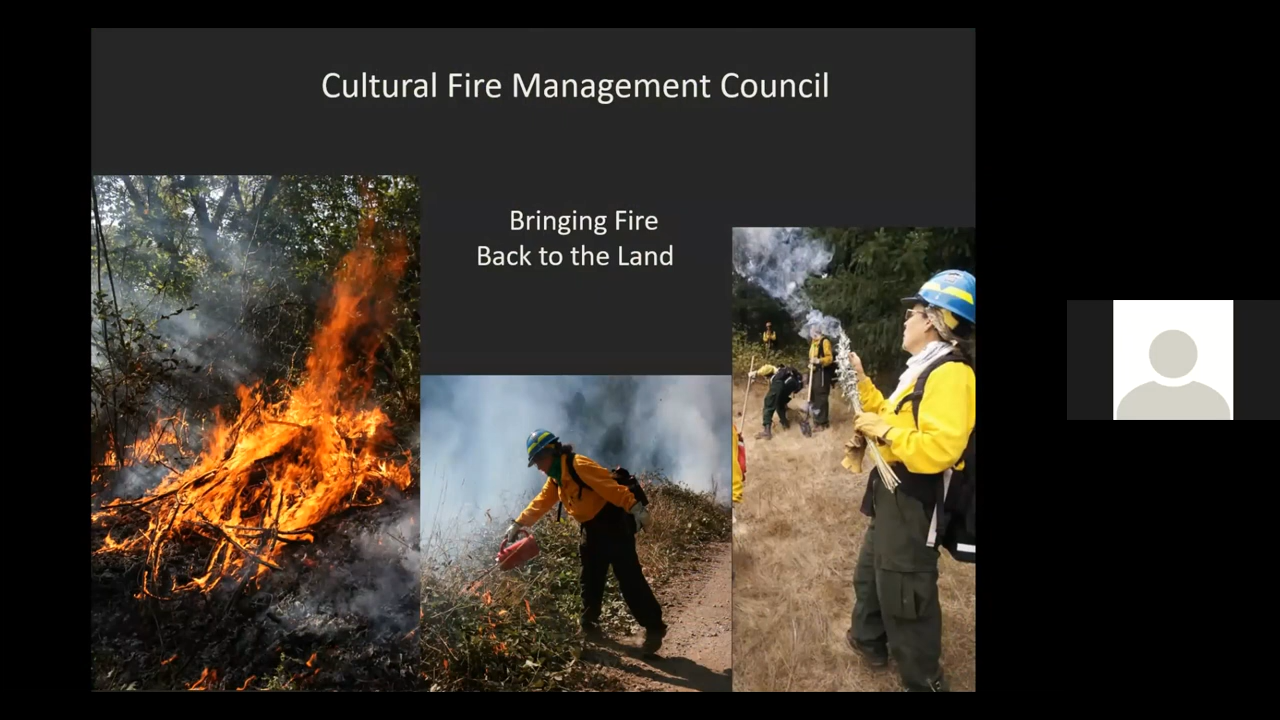 Cultural Fire Management Council
Bringing Fire
Back to the Land